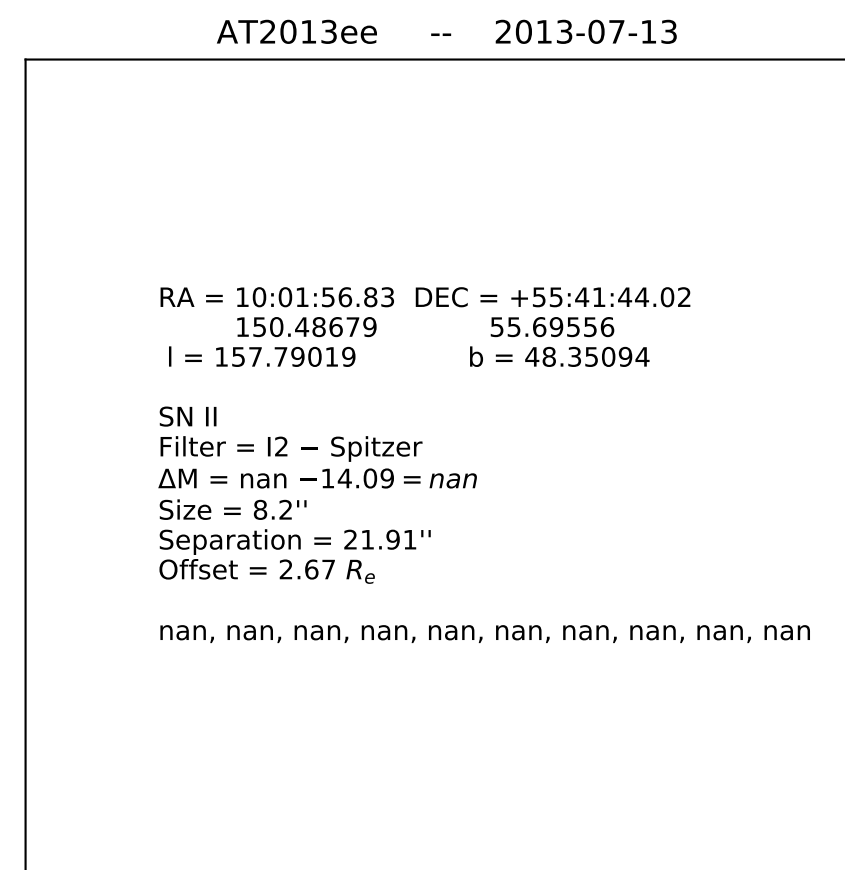 AT2013ee -- 2013-07-13
RA = 10:01:56.83 DEC = +55:41:44.02
150.48679 55.69556
l = 157.79019 b = 48.35094
SN II
Filter = I2 − Spitzer
ΔM = nan −14.09 = nan
Size = 8.2''
Separation = 21.91''
Offset = 2.67 Rₑ
nan, nan, nan, nan, nan, nan, nan, nan, nan, nan